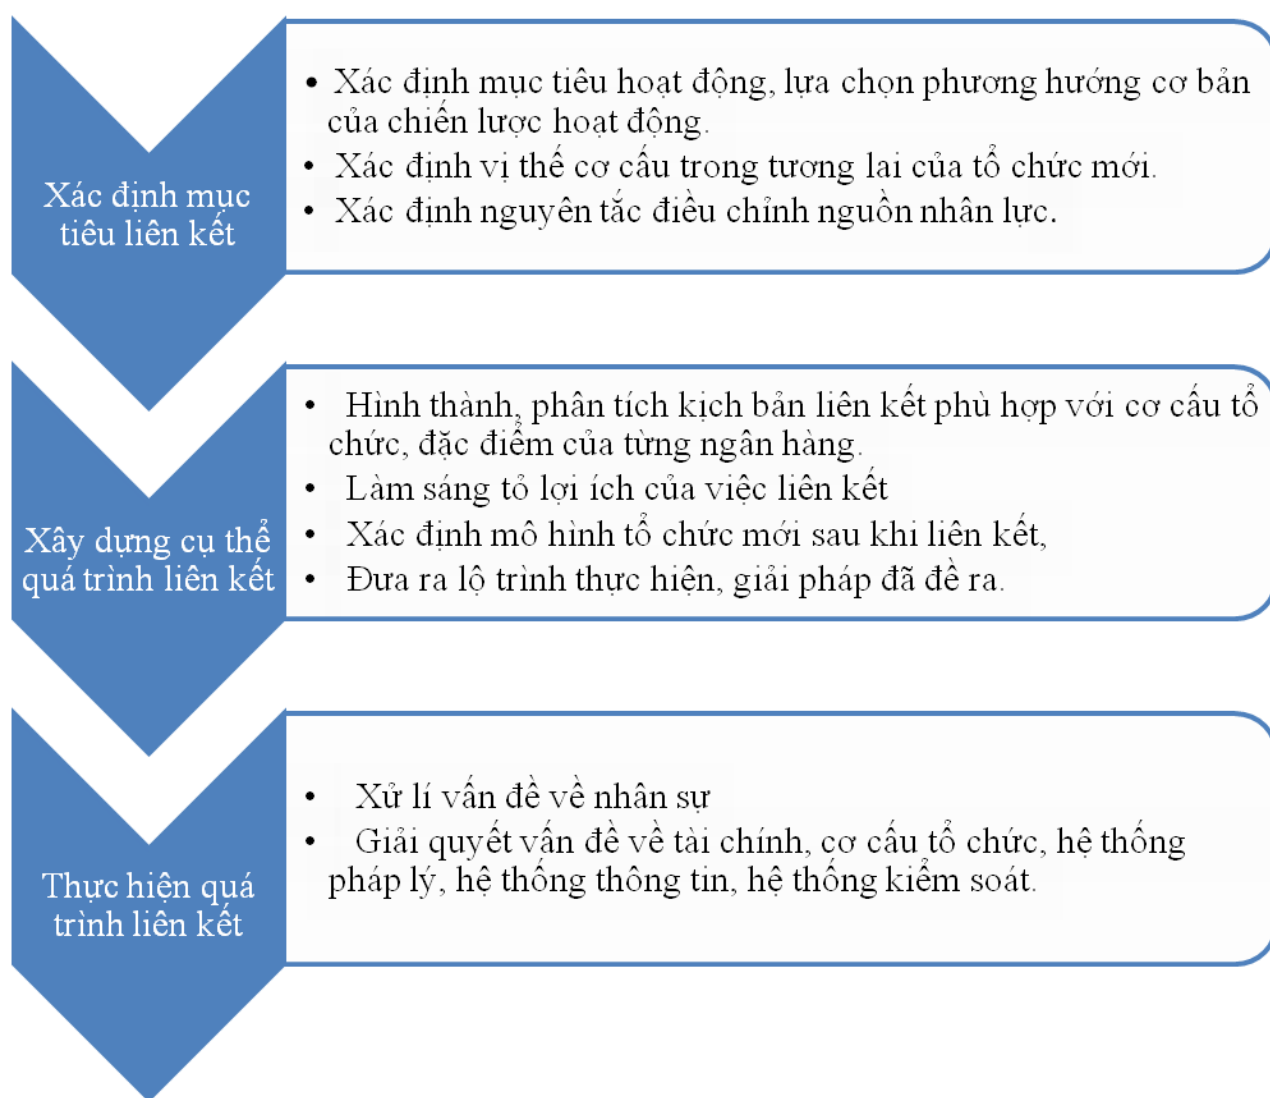 Xác định mục
tiêu liên kết
• Xác định mục tiêu hoạt động, lựa chọn phương hướng cơ bản
của chiến lược hoạt động.
• Xác định vị thế cơ cấu trong tương lai của tổ chức mới.
• Xác định nguyên tắc điều chỉnh nguồn nhân lực.
Xây dựng cụ thể
quá trình liên kết
• Hình thành, phân tích kịch bản liên kết phù hợp với cơ cấu tổ
chức, đặc điểm của từng ngân hàng.
• Làm sáng tỏ lợi ích của việc liên kết
• Xác định mô hình tổ chức mới sau khi liên kết,
• Đưa ra lộ trình thực hiện, giải pháp đã đề ra.
Thực hiện quá
trình liên kết
• Xử lí vấn đề về nhân sự
• Giải quyết vấn đề về tài chính, cơ cấu tổ chức, hệ thống
pháp lý, hệ thống thông tin, hệ thống kiểm soát.